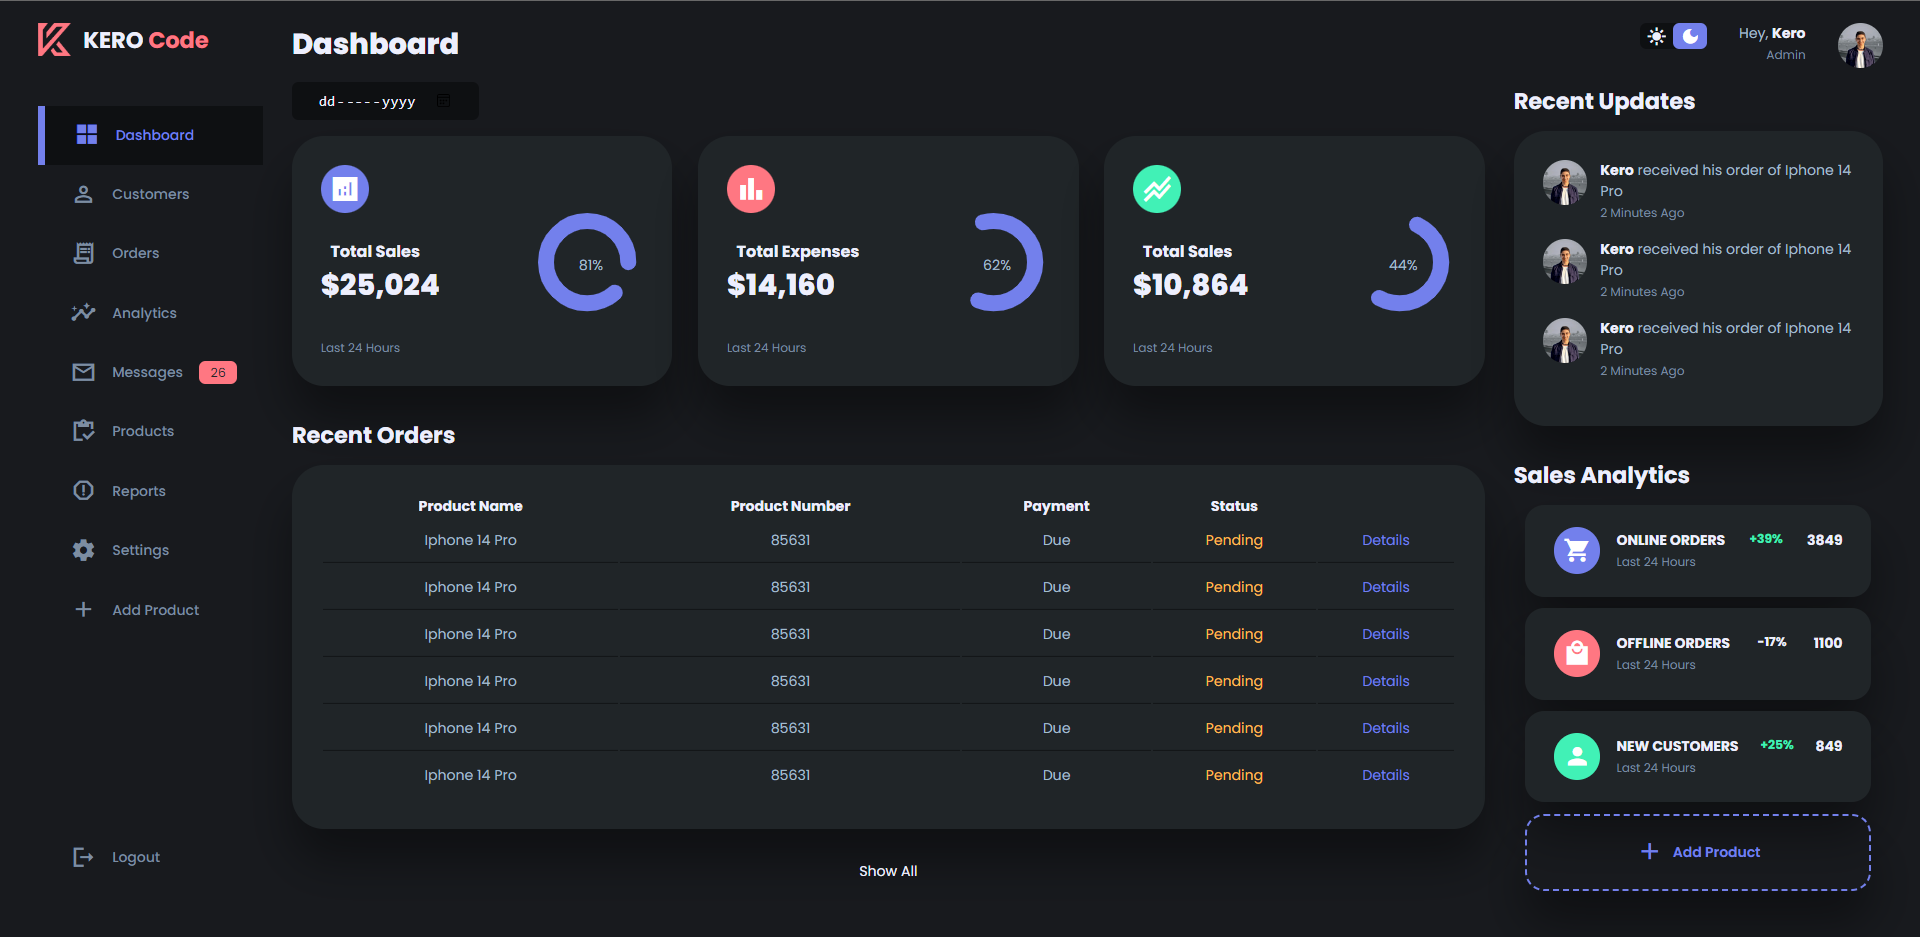 KERO Code
Dashboard
Customers
Orders
Analytics
Messages 26
Products
Reports
Settings
Add Product
Logout
Dashboard
dd-----yyyy
Total Sales
$25,024
81%
Last 24 Hours
Total Expenses
$14,160
62%
Last 24 Hours
Total Sales
$10,864
44%
Last 24 Hours
Recent Orders
Product Name Product Number Payment Status
Iphone 14 Pro 85631 Due Pending Details
Iphone 14 Pro 85631 Due Pending Details
Iphone 14 Pro 85631 Due Pending Details
Iphone 14 Pro 85631 Due Pending Details
Iphone 14 Pro 85631 Due Pending Details
Iphone 14 Pro 85631 Due Pending Details
Show All
Hey, Kero
Admin
Recent Updates
Kero received his order of Iphone 14
Pro
2 Minutes Ago
Kero received his order of Iphone 14
Pro
2 Minutes Ago
Kero received his order of Iphone 14
Pro
2 Minutes Ago
Sales Analytics
ONLINE ORDERS +39% 3849
Last 24 Hours
OFFLINE ORDERS -17% 1100
Last 24 Hours
NEW CUSTOMERS +25% 849
Last 24 Hours
Add Product